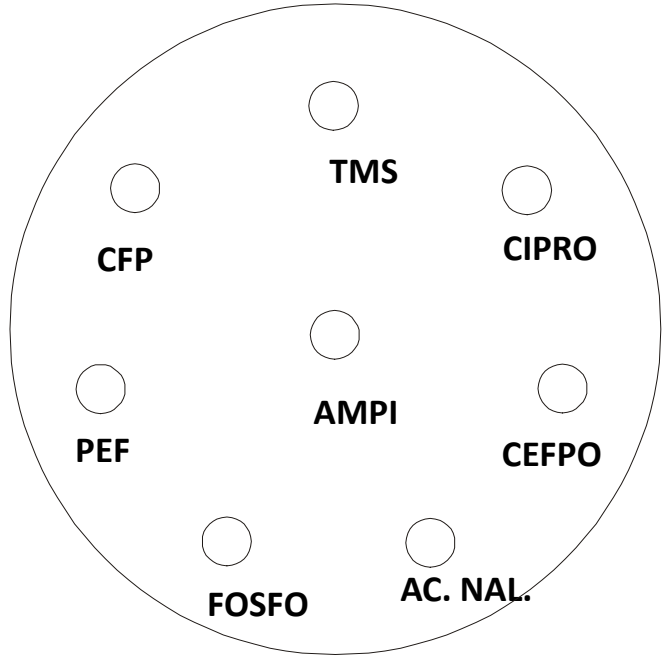 TMS
CFP
CIPRO
AMPI
PEF
CEFPO
FOSFO
AC. NAL.